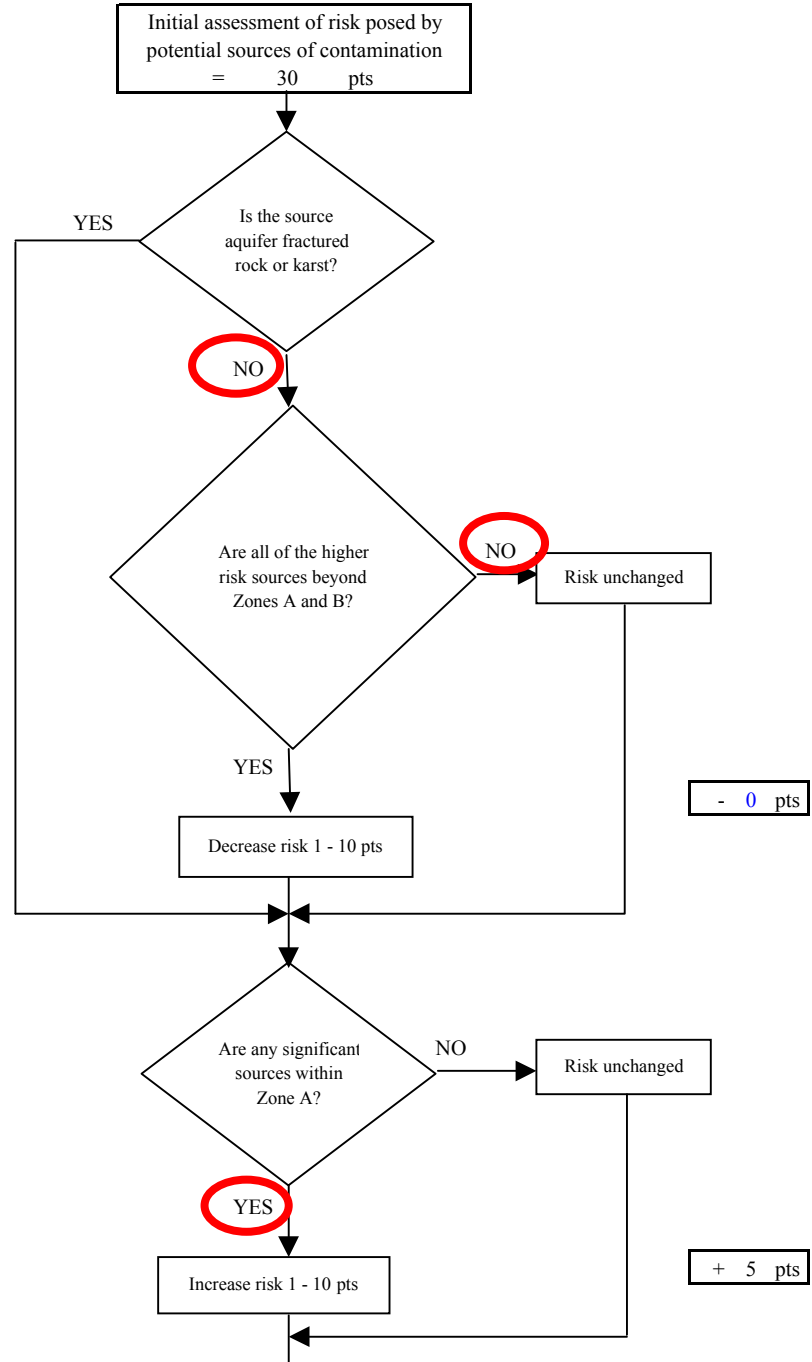 Initial assessment of risk posed by
potential sources of contamination
= 30 pts
YES
Is the source
aquifer fractured
rock or karst?
NO
Are all of the higher
risk sources beyond
Zones A and B?
NO
Risk unchanged
YES
- 0 pts
Decrease risk 1 - 10 pts
Are any significant
sources within
Zone A?
NO
Risk unchanged
YES
+ 5 pts
Increase risk 1 - 10 pts